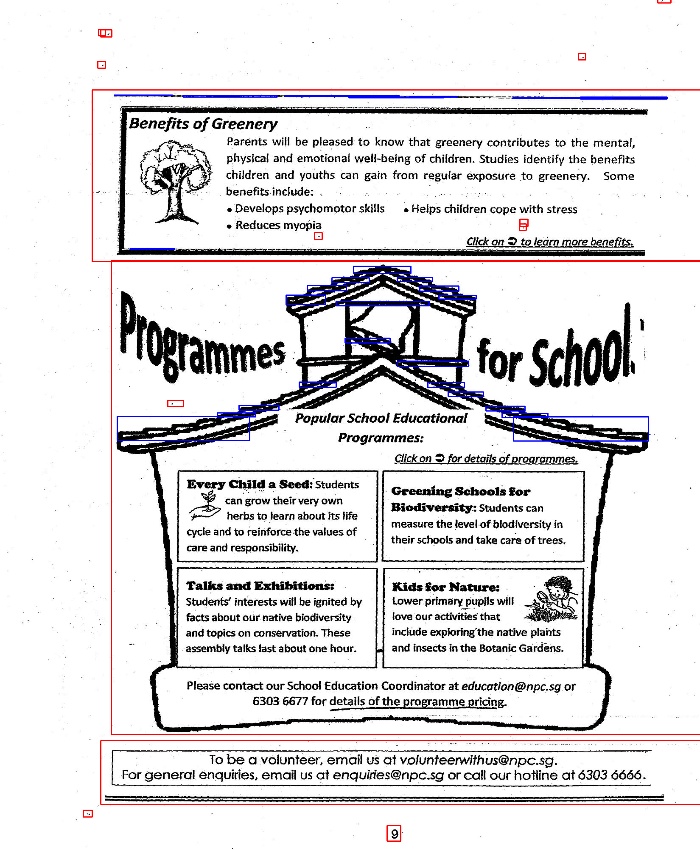 Benefits of Greenery
Parents will be pleased to know that greenery contributes to the mental,
physical and emotional well-being of children. Studies identify the benefits
children and youths can gain from regular exposure to greenery. Some
benefits include:
• Develops psychomotor skills • Helps children cope with stress
• Reduces myopia
Click on ➲ to learn more benefits.
Programmes for School
Popular School Educational
Programmes:
Click on ➲ for details of programmes.
Every Child a Seed: Students
can grow their very own
herbs to learn about its life
cycle and to reinforce the values of
care and responsibility.
Greening Schools for
Biodiversity: Students can
measure the level of biodiversity in
their schools and take care of trees.
Talks and Exhibitions:
Students' interests will be ignited by
facts about our native biodiversity
and topics on conservation. These
assembly talks last about one hour.
Kids for Nature:
Lower primary pupils will
love our activities that
include exploring the native plants
and insects in the Botanic Gardens.
Please contact our School Education Coordinator at education@npc.sg or
6303 6677 for details of the programme pricing.
To be a volunteer, email us at volunteerwithus@npc.sg.
For general enquiries, email us at enquiries@npc.sg or call our hotline at 6303 6666.
9